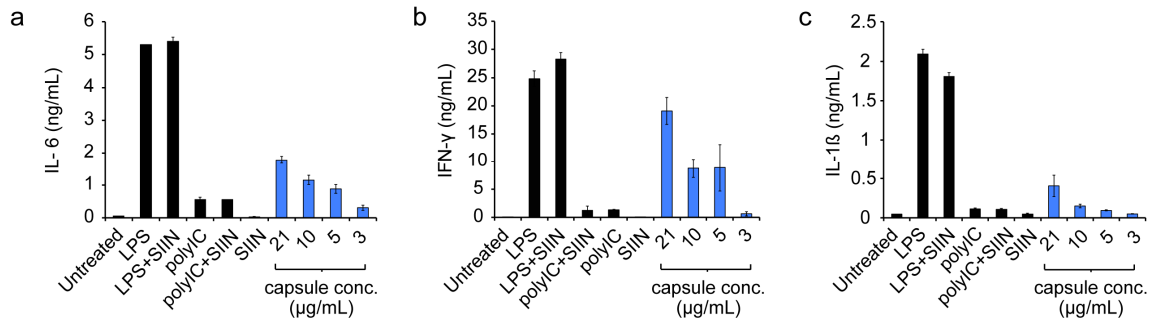 a
IL- 6 (ng/mL)
6
5
4
3
2
1
0
Untreated
LPS
LPS+SIIN
polyIC
polyIC+SIIN
SIIN
21
10
5
3
capsule conc.
(µg/mL)
b
IFN-γ (ng/mL)
35
30
25
20
15
10
5
0
Untreated
LPS
LPS+SIIN
polyIC+SIIN
polyIC
SIIN
21
10
5
3
capsule conc.
(µg/mL)
c
IL-1ß (ng/mL)
2.5
2
1.5
1
0.5
0
Untreated
LPS
LPS+SIIN
polyIC
polyIC+SIIN
SIIN
21
10
5
3
capsule conc.
(µg/mL)